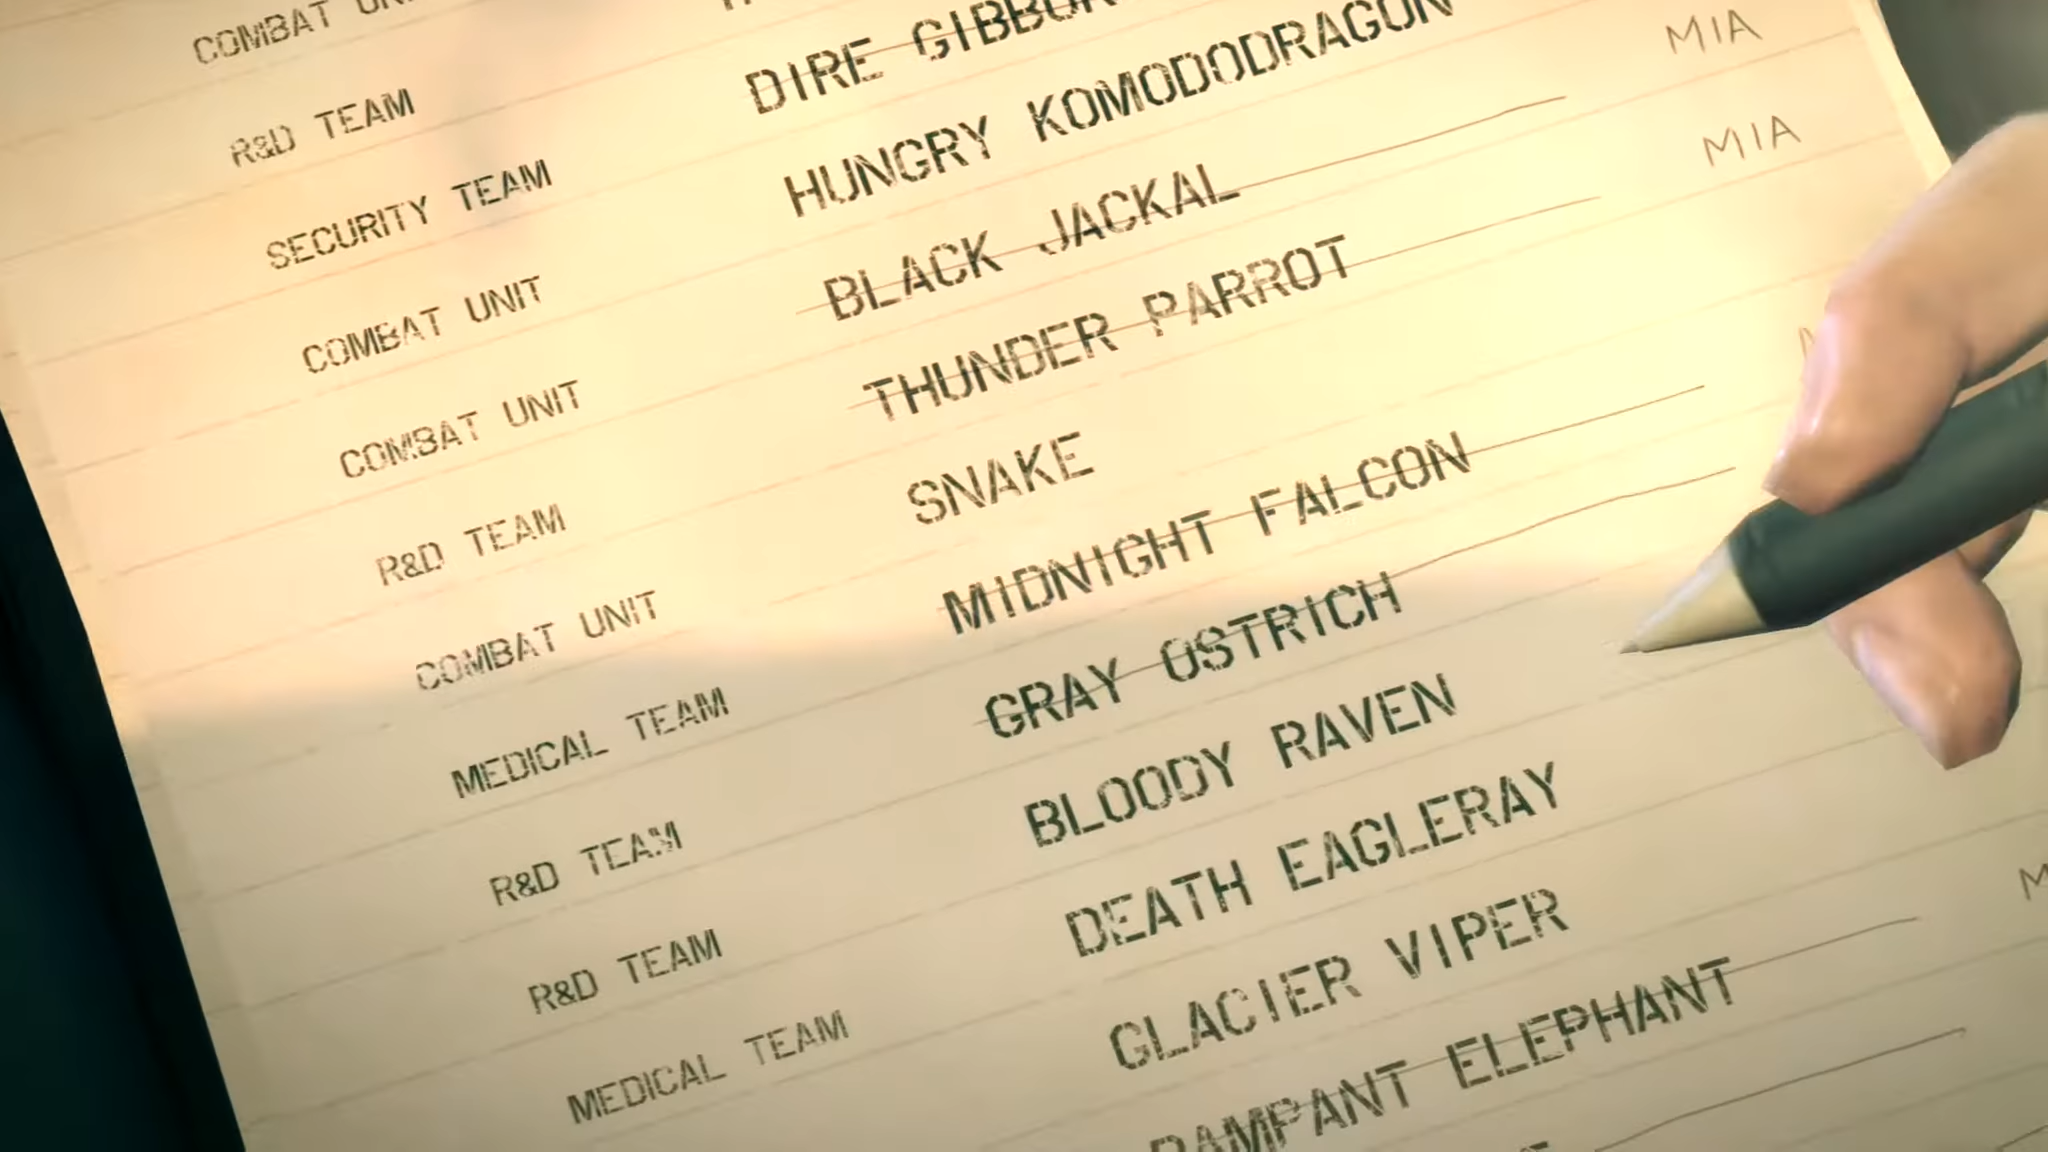 COMBAT
R&D TEAM
SECURITY TEAM DIRE GIBBON
COMBAT UNIT HUNGRY KOMODODRAGON
COMBAT UNIT BLACK JACKAL MIA
R&D TEAM THUNDER PARROT MIA
COMBAT UNIT SNAKE
MEDICAL TEAM MIDNIGHT FALCON
R&D TEAM GRAY OSTRICH
R&D TEAM BLOODY RAVEN
MEDICAL TEAM DEATH EAGLERAY
GLACIER VIPER
RAMPANT ELEPHANT